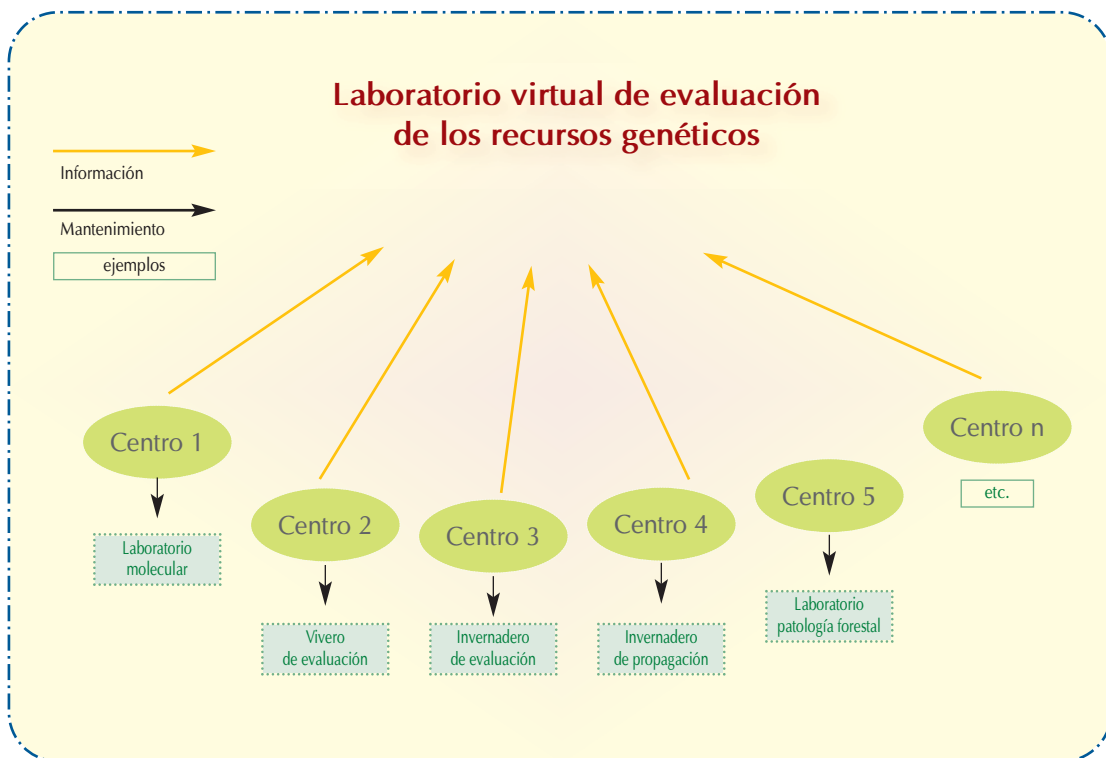 Laboratorio virtual de evaluación
de los recursos genéticos
Información
Mantenimiento
ejemplos
Centro 1
Laboratorio
molecular
Centro 2
Vivero
de evaluación
Centro 3
Invernadero
de evaluación
Centro 4
Invernadero
de propagación
Centro 5
Laboratorio
patología forestal
Centro n
etc.